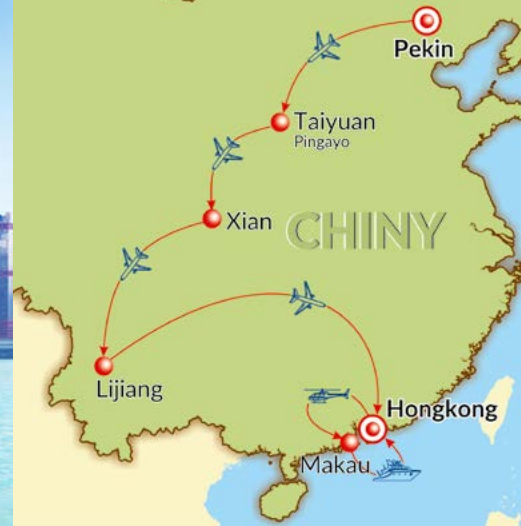 Pekin
Taiyuan
Pingayo
Xian
CHINY
Lijiang
Hongkong
Makau